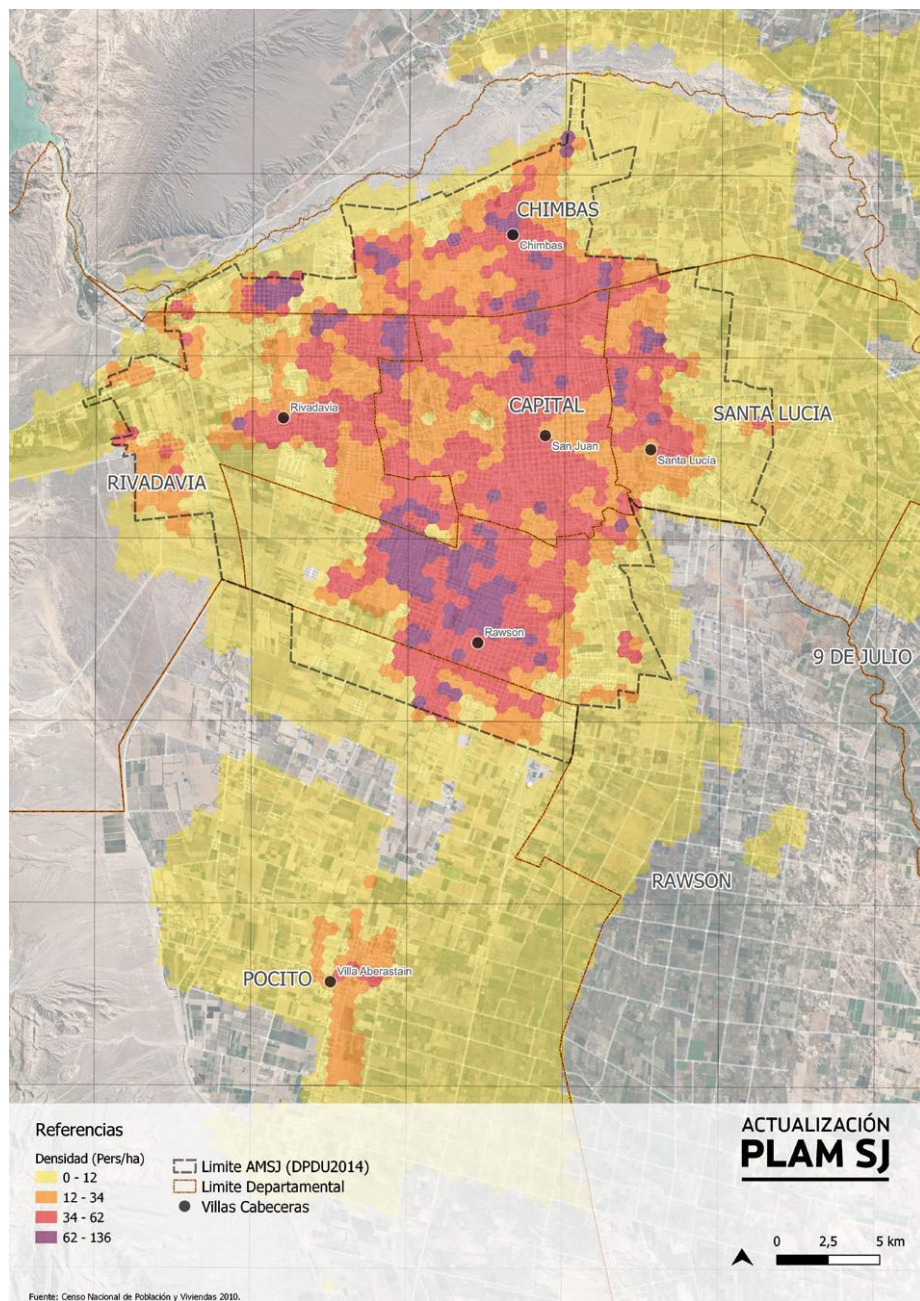 CHIMBAS
Chimbas
Rivadavia
CAPITAL
SANTA LUCIA
San Juan
Santa Lucía
RIVADAVIA
Rawson
9 DE JULIO
RAWSON
POCITO
Villa Aberastain
Referencias
Densidad (Pers/ha)
0 - 12
12 - 34
34 - 62
62 - 136
Limite AMSJ (DPDU2014)
Limite Departamental
Villas Cabeceras
ACTUALIZACIÓN
PLAM SJ
0 2,5 5 km
Fuente: Censo Nacional de Población y Viviendas 2010.